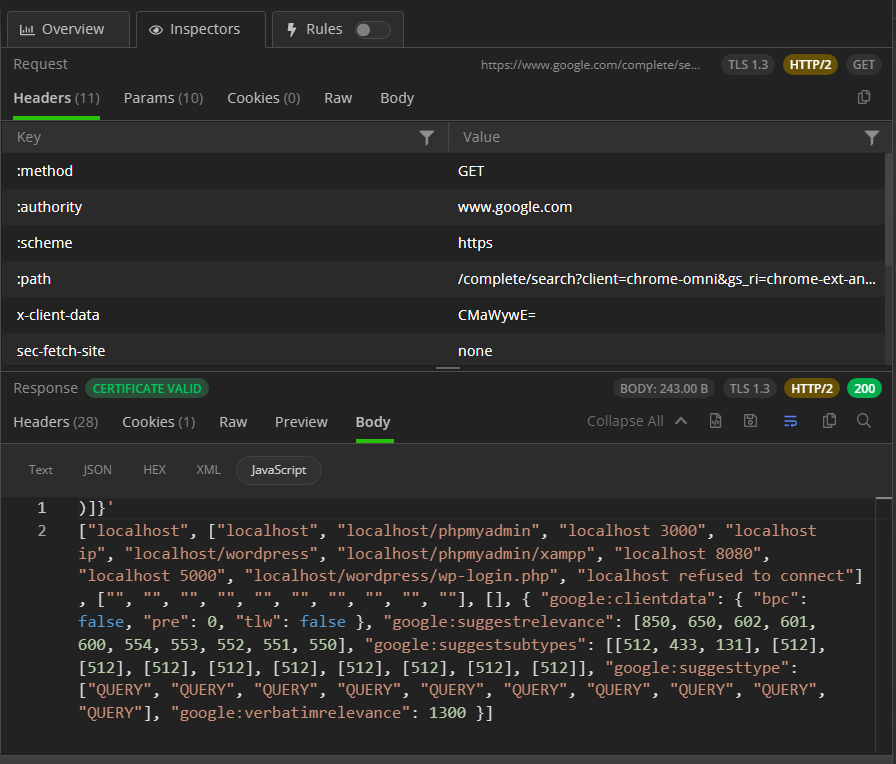 Overview Inspectors Rules
Request https://www.google.com/complete/se... TLS 1.3 HTTP/2 GET
Headers (11) Params (10) Cookies (0) Raw Body
Key Value
:method GET
:authority www.google.com
:scheme https
:path /complete/search?client=chrome-omni&gs_ri=chrome-ext-an...
x-client-data CMaWywE=
sec-fetch-site none
Response CERTIFICATE VALID BODY: 243.00 B TLS 1.3 HTTP/2 200
Headers (28) Cookies (1) Raw Preview Body Collapse All
Text JSON HEX XML JavaScript
1 )]}'
2 ["localhost", ["localhost", "localhost/phpmyadmin", "localhost 3000", "localhost
ip", "localhost/wordpress", "localhost/phpmyadmin/xampp", "localhost 8080",
"localhost 5000", "localhost/wordpress/wp-login.php", "localhost refused to connect"]
, ["", "", "", "", "", "", "", "", "", ""], [], { "google:clientdata": { "bpc":
false, "pre": 0, "tlw": false }, "google:suggestrelevance": [850, 650, 602, 601,
600, 554, 553, 552, 551, 550], "google:suggestsubtypes": [[512, 433, 131], [512],
[512], [512], [512], [512], [512], [512], [512], [512]], "google:suggesttype":
["QUERY", "QUERY", "QUERY", "QUERY", "QUERY", "QUERY", "QUERY", "QUERY", "QUERY",
"QUERY"], "google:verbatimrelevance": 1300 }]